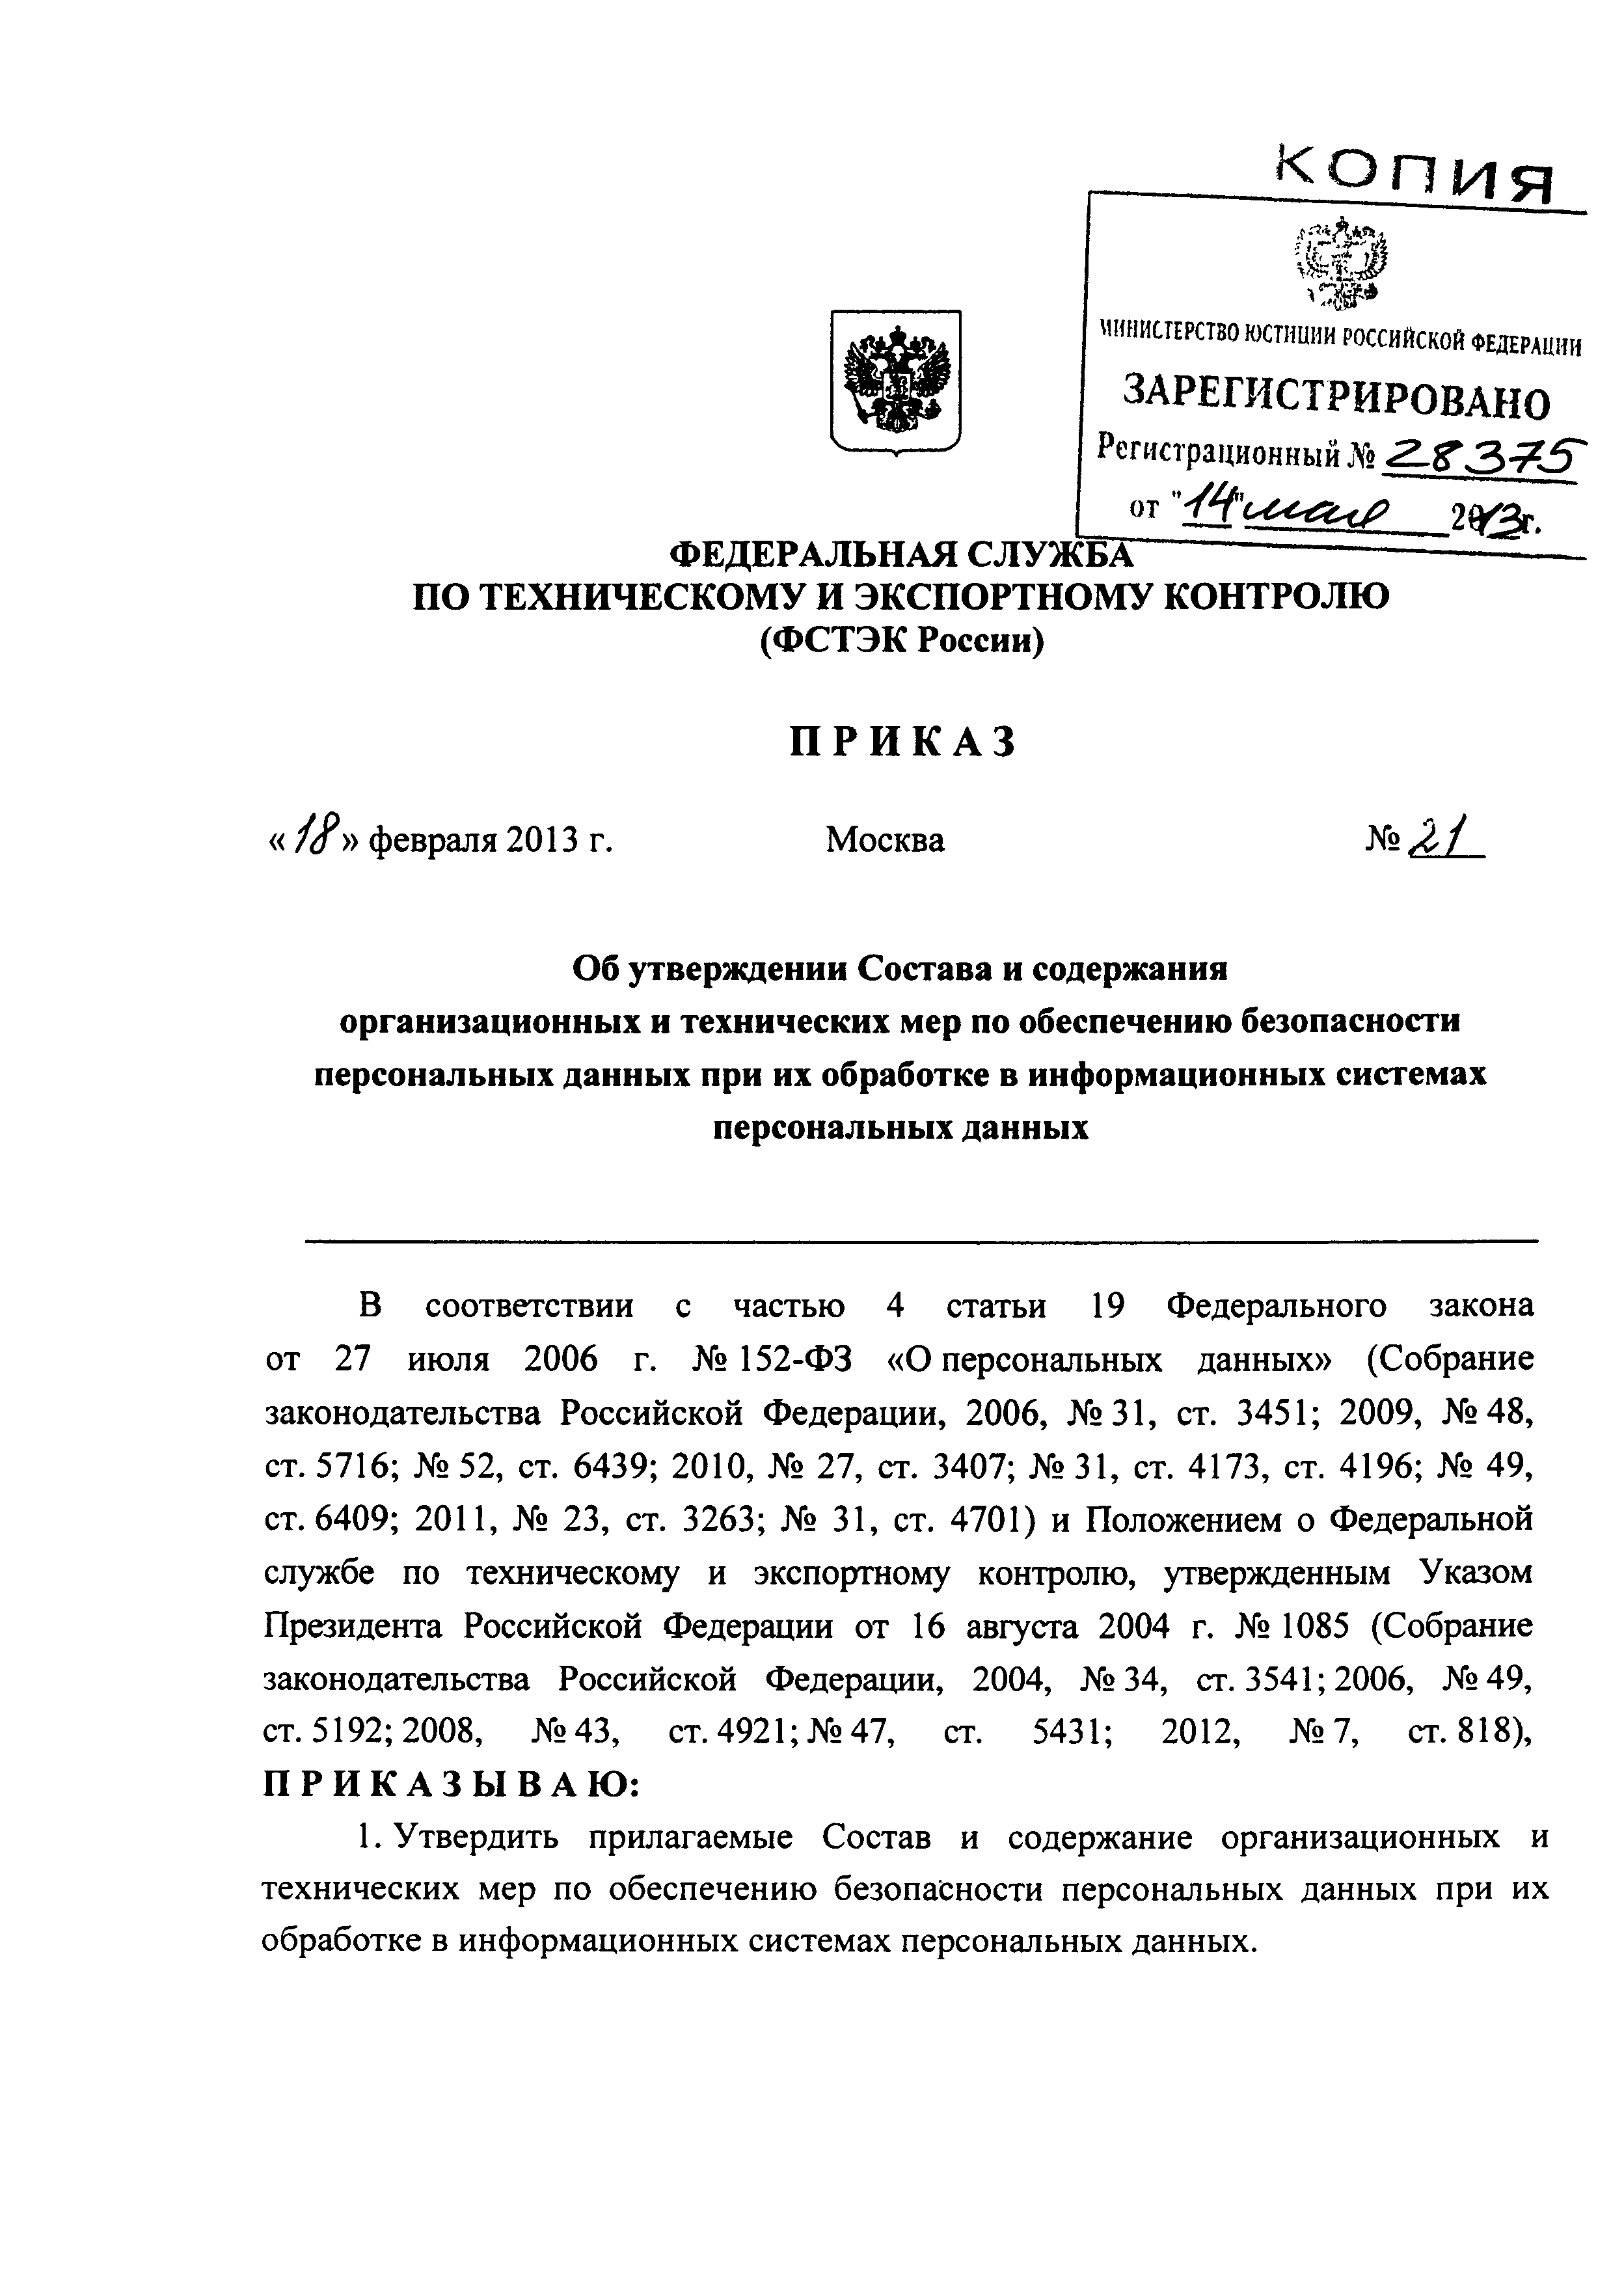 КОПИЯ
МИНИСТЕРСТВО ЮСТИЦИИ РОССИЙСКОЙ ФЕДЕРАЦИИ
ЗАРЕГИСТРИРОВАНО
Регистрационный № 28375
от "14" мая 2013г.
ФЕДЕРАЛЬНАЯ СЛУЖБА
ПО ТЕХНИЧЕСКОМУ И ЭКСПОРТНОМУ КОНТРОЛЮ
(ФСТЭК России)
П Р И К А З
«18» февраля 2013 г. Москва № 21
Об утверждении Состава и содержания
организационных и технических мер по обеспечению безопасности
персональных данных при их обработке в информационных системах
персональных данных
В соответствии с частью 4 статьи 19 Федерального закона
от 27 июля 2006 г. № 152-ФЗ «О персональных данных» (Собрание
законодательства Российской Федерации, 2006, № 31, ст. 3451; 2009, № 48,
ст. 5716; № 52, ст. 6439; 2010, № 27, ст. 3407; № 31, ст. 4173, ст. 4196; № 49,
ст. 6409; 2011, № 23, ст. 3263; № 31, ст. 4701) и Положением о Федеральной
службе по техническому и экспортному контролю, утвержденным Указом
Президента Российской Федерации от 16 августа 2004 г. № 1085 (Собрание
законодательства Российской Федерации, 2004, № 34, ст. 3541; 2006, № 49,
ст. 5192; 2008, № 43, ст. 4921; № 47, ст. 5431; 2012, № 7, ст. 818),
П Р И К А З Ы В А Ю:
1. Утвердить прилагаемые Состав и содержание организационных и
технических мер по обеспечению безопасности персональных данных при их
обработке в информационных системах персональных данных.